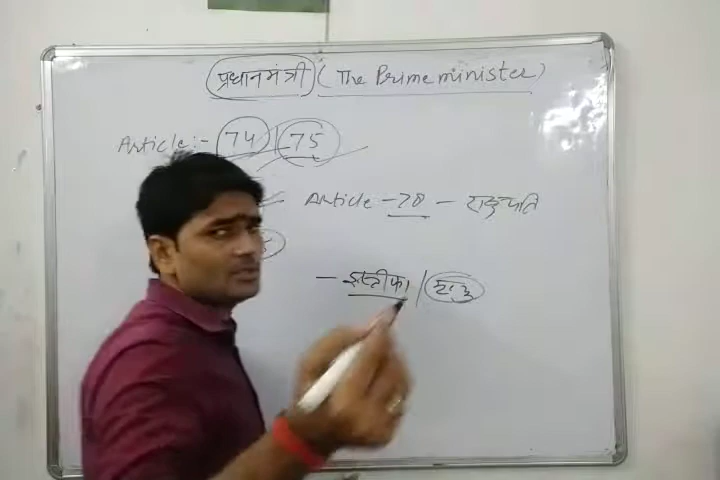 प्रधानमंत्री (The Prime minister)
Article :- 74 / 75
Article - 78 - राष्ट्रपति
- इस्तीफा /